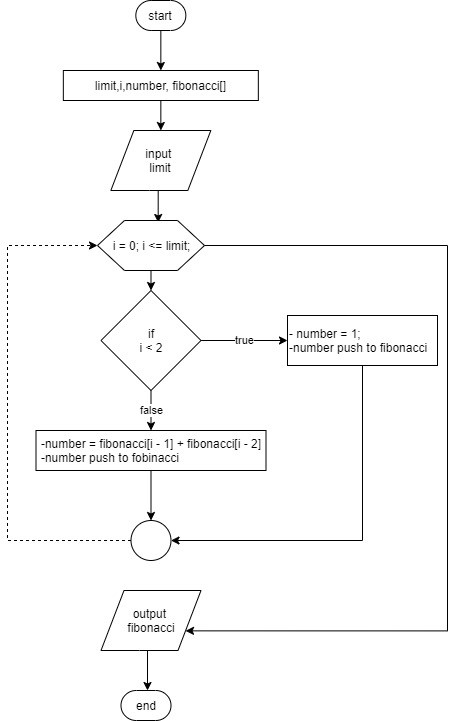 start
limit,i,number, fibonacci[]
input
limit
i = 0; i <= limit;
if
i < 2
true
- number = 1;
-number push to fibonacci
false
-number = fibonacci[i - 1] + fibonacci[i - 2]
-number push to fobinacci
output
fibonacci
end